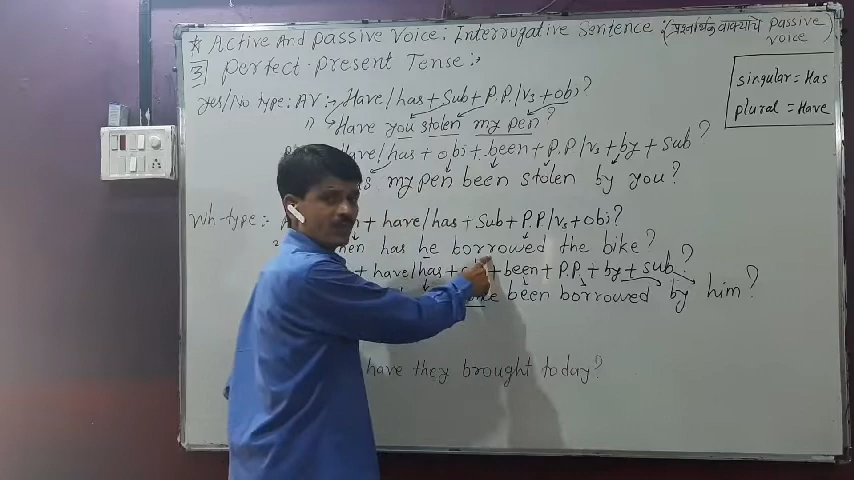 * Active And passive Voice : Interrogative Sentence : (प्रश्नार्थक वाक्याचे Passive Voice)
3] Perfect-present Tense :-
singular = Has
plural = Have
Yes/No type : AV :- Have/has + Sub + P.P./V3 + obj ?
1) Have you stolen my pen ?
Have/has + obj + been + P.P/V3 + by + sub ?
my pen been stolen by you ?
Wh-type :- + have/has + Sub + P.P./V3 + obj ?
has he borrowed the bike ?
+ have/has + + been + P.P. + by + sub ?
been borrowed by him ?
have they brought today ?